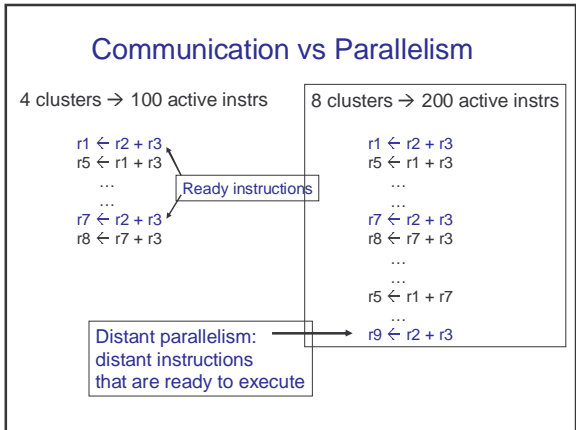 Communication vs Parallelism
4 clusters → 100 active instrs
r1 ← r2 + r3
r5 ← r1 + r3
…
…
r7 ← r2 + r3
r8 ← r7 + r3
Ready instructions
8 clusters → 200 active instrs
r1 ← r2 + r3
r5 ← r1 + r3
…
…
r7 ← r2 + r3
r8 ← r7 + r3
…
…
r5 ← r1 + r7
…
r9 ← r2 + r3
Distant parallelism:
distant instructions
that are ready to execute